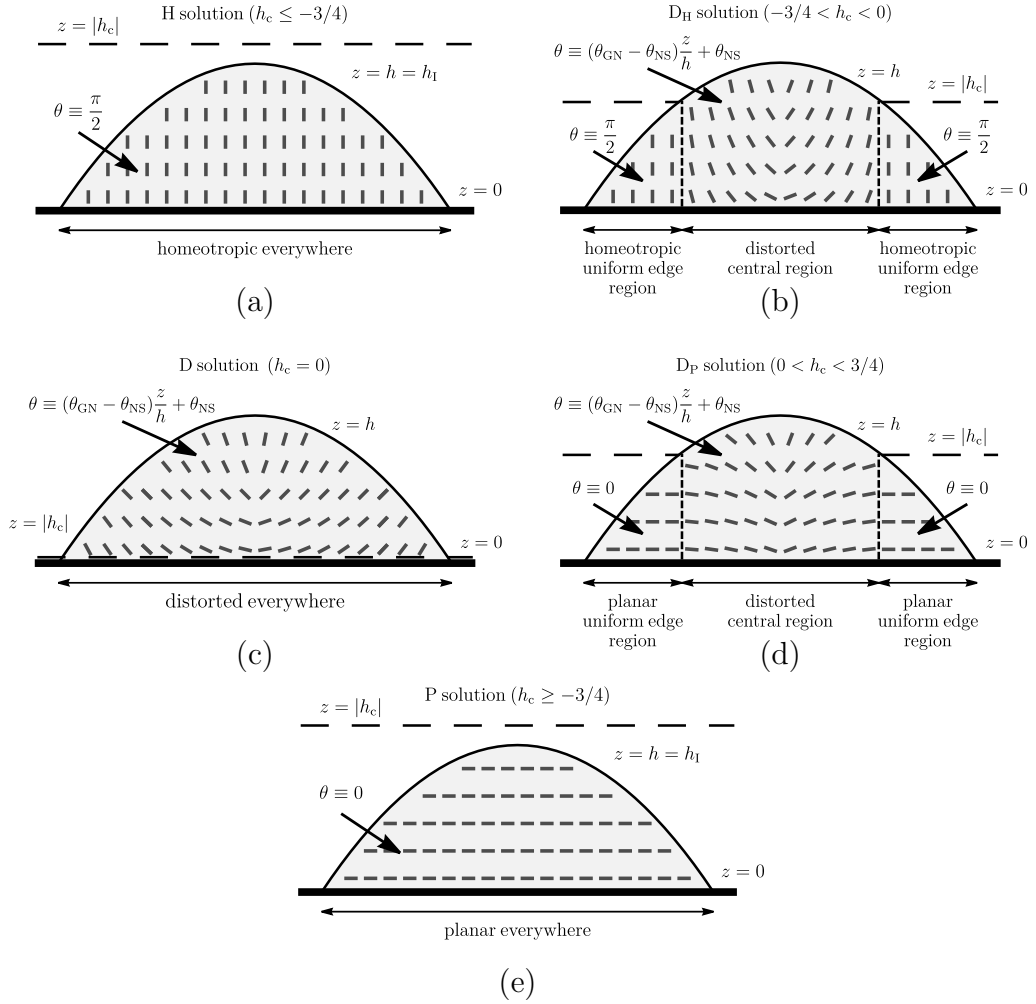 H solution (h_c ≤ −3/4)
z = |h_c|
z = h = h_I
θ ≡ π/2
z = 0
homeotropic everywhere
(a)
D_H solution (−3/4 < h_c < 0)
θ ≡ (θ_GN − θ_NS) z/h + θ_NS
z = h
z = |h_c|
θ ≡ π/2
θ ≡ π/2
z = 0
homeotropic
uniform edge
region
distorted
central region
homeotropic
uniform edge
region
(b)
D solution (h_c = 0)
θ ≡ (θ_GN − θ_NS) z/h + θ_NS
z = h
z = |h_c|
z = 0
distorted everywhere
(c)
D_P solution (0 < h_c < 3/4)
θ ≡ (θ_GN − θ_NS) z/h + θ_NS
z = h
z = |h_c|
θ ≡ 0
θ ≡ 0
z = 0
planar
uniform edge
region
distorted
central region
planar
uniform edge
region
(d)
P solution (h_c ≥ −3/4)
z = |h_c|
z = h = h_I
θ ≡ 0
z = 0
planar everywhere
(e)